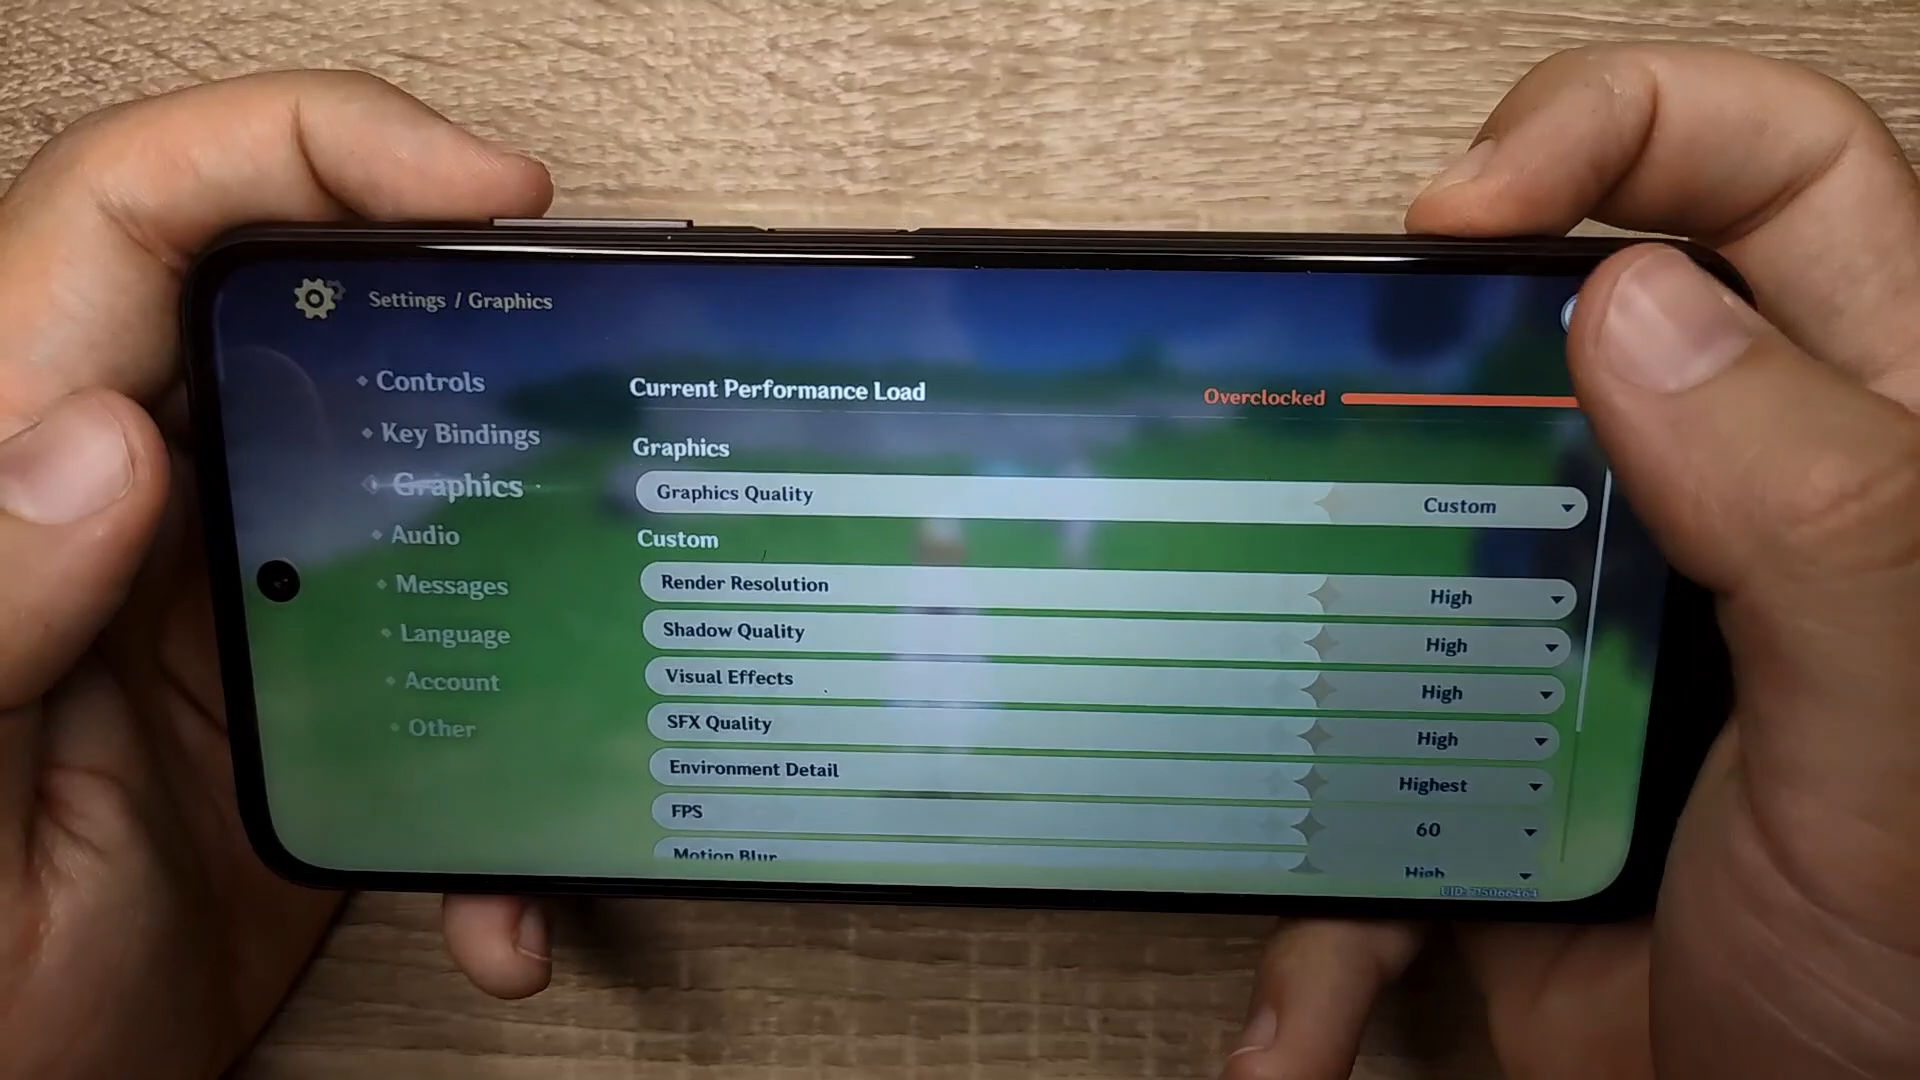 Settings / Graphics
Controls
Key Bindings
Graphics
Audio
Messages
Language
Account
Other
Current Performance Load
Overclocked
Graphics
Graphics Quality
Custom
Custom
Render Resolution
High
Shadow Quality
High
Visual Effects
High
SFX Quality
High
Environment Detail
Highest
FPS
60
Motion Blur
High